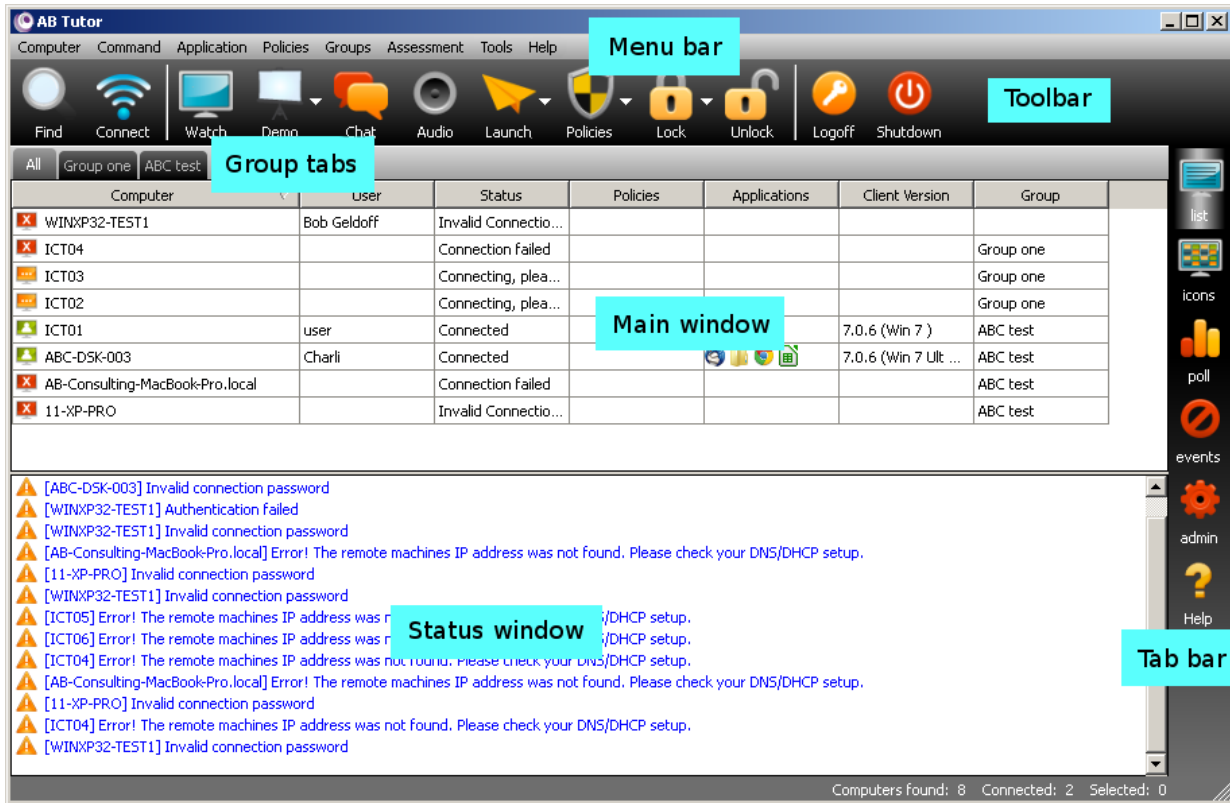 AB Tutor
Computer Command Application Policies Groups Assessment Tools Help
Menu bar
Find Connect Watch Demo Chat Audio Launch Policies Lock Unlock Logoff Shutdown
Toolbar
All Group one ABC test
Group tabs
Computer User Status Policies Applications Client Version Group
WINXP32-TEST1 Bob Geldoff Invalid Connectio...
ICT04 Connection failed Group one
ICT03 Connecting, plea... Group one
ICT02 Connecting, plea... Group one
ICT01 user Connected 7.0.6 (Win 7 ) ABC test
Main window
ABC-DSK-003 Charli Connected 7.0.6 (Win 7 Ult ... ABC test
AB-Consulting-MacBook-Pro.local Connection failed ABC test
11-XP-PRO Invalid Connectio... ABC test
list
icons
poll
events
admin
Help
Tab bar
[ABC-DSK-003] Invalid connection password
[WINXP32-TEST1] Authentication failed
[WINXP32-TEST1] Invalid connection password
[AB-Consulting-MacBook-Pro.local] Error! The remote machines IP address was not found. Please check your DNS/DHCP setup.
[11-XP-PRO] Invalid connection password
[WINXP32-TEST1] Invalid connection password
[ICT05] Error! The remote machines IP address was /DHCP setup.
Status window
[ICT06] Error! The remote machines IP address was /DHCP setup.
[ICT04] Error! The remote machines IP address was not found. Please check your DNS/DHCP setup.
[AB-Consulting-MacBook-Pro.local] Error! The remote machines IP address was not found. Please check your DNS/DHCP setup.
[11-XP-PRO] Invalid connection password
[ICT04] Error! The remote machines IP address was not found. Please check your DNS/DHCP setup.
[WINXP32-TEST1] Invalid connection password
Computers found: 8 Connected: 2 Selected: 0